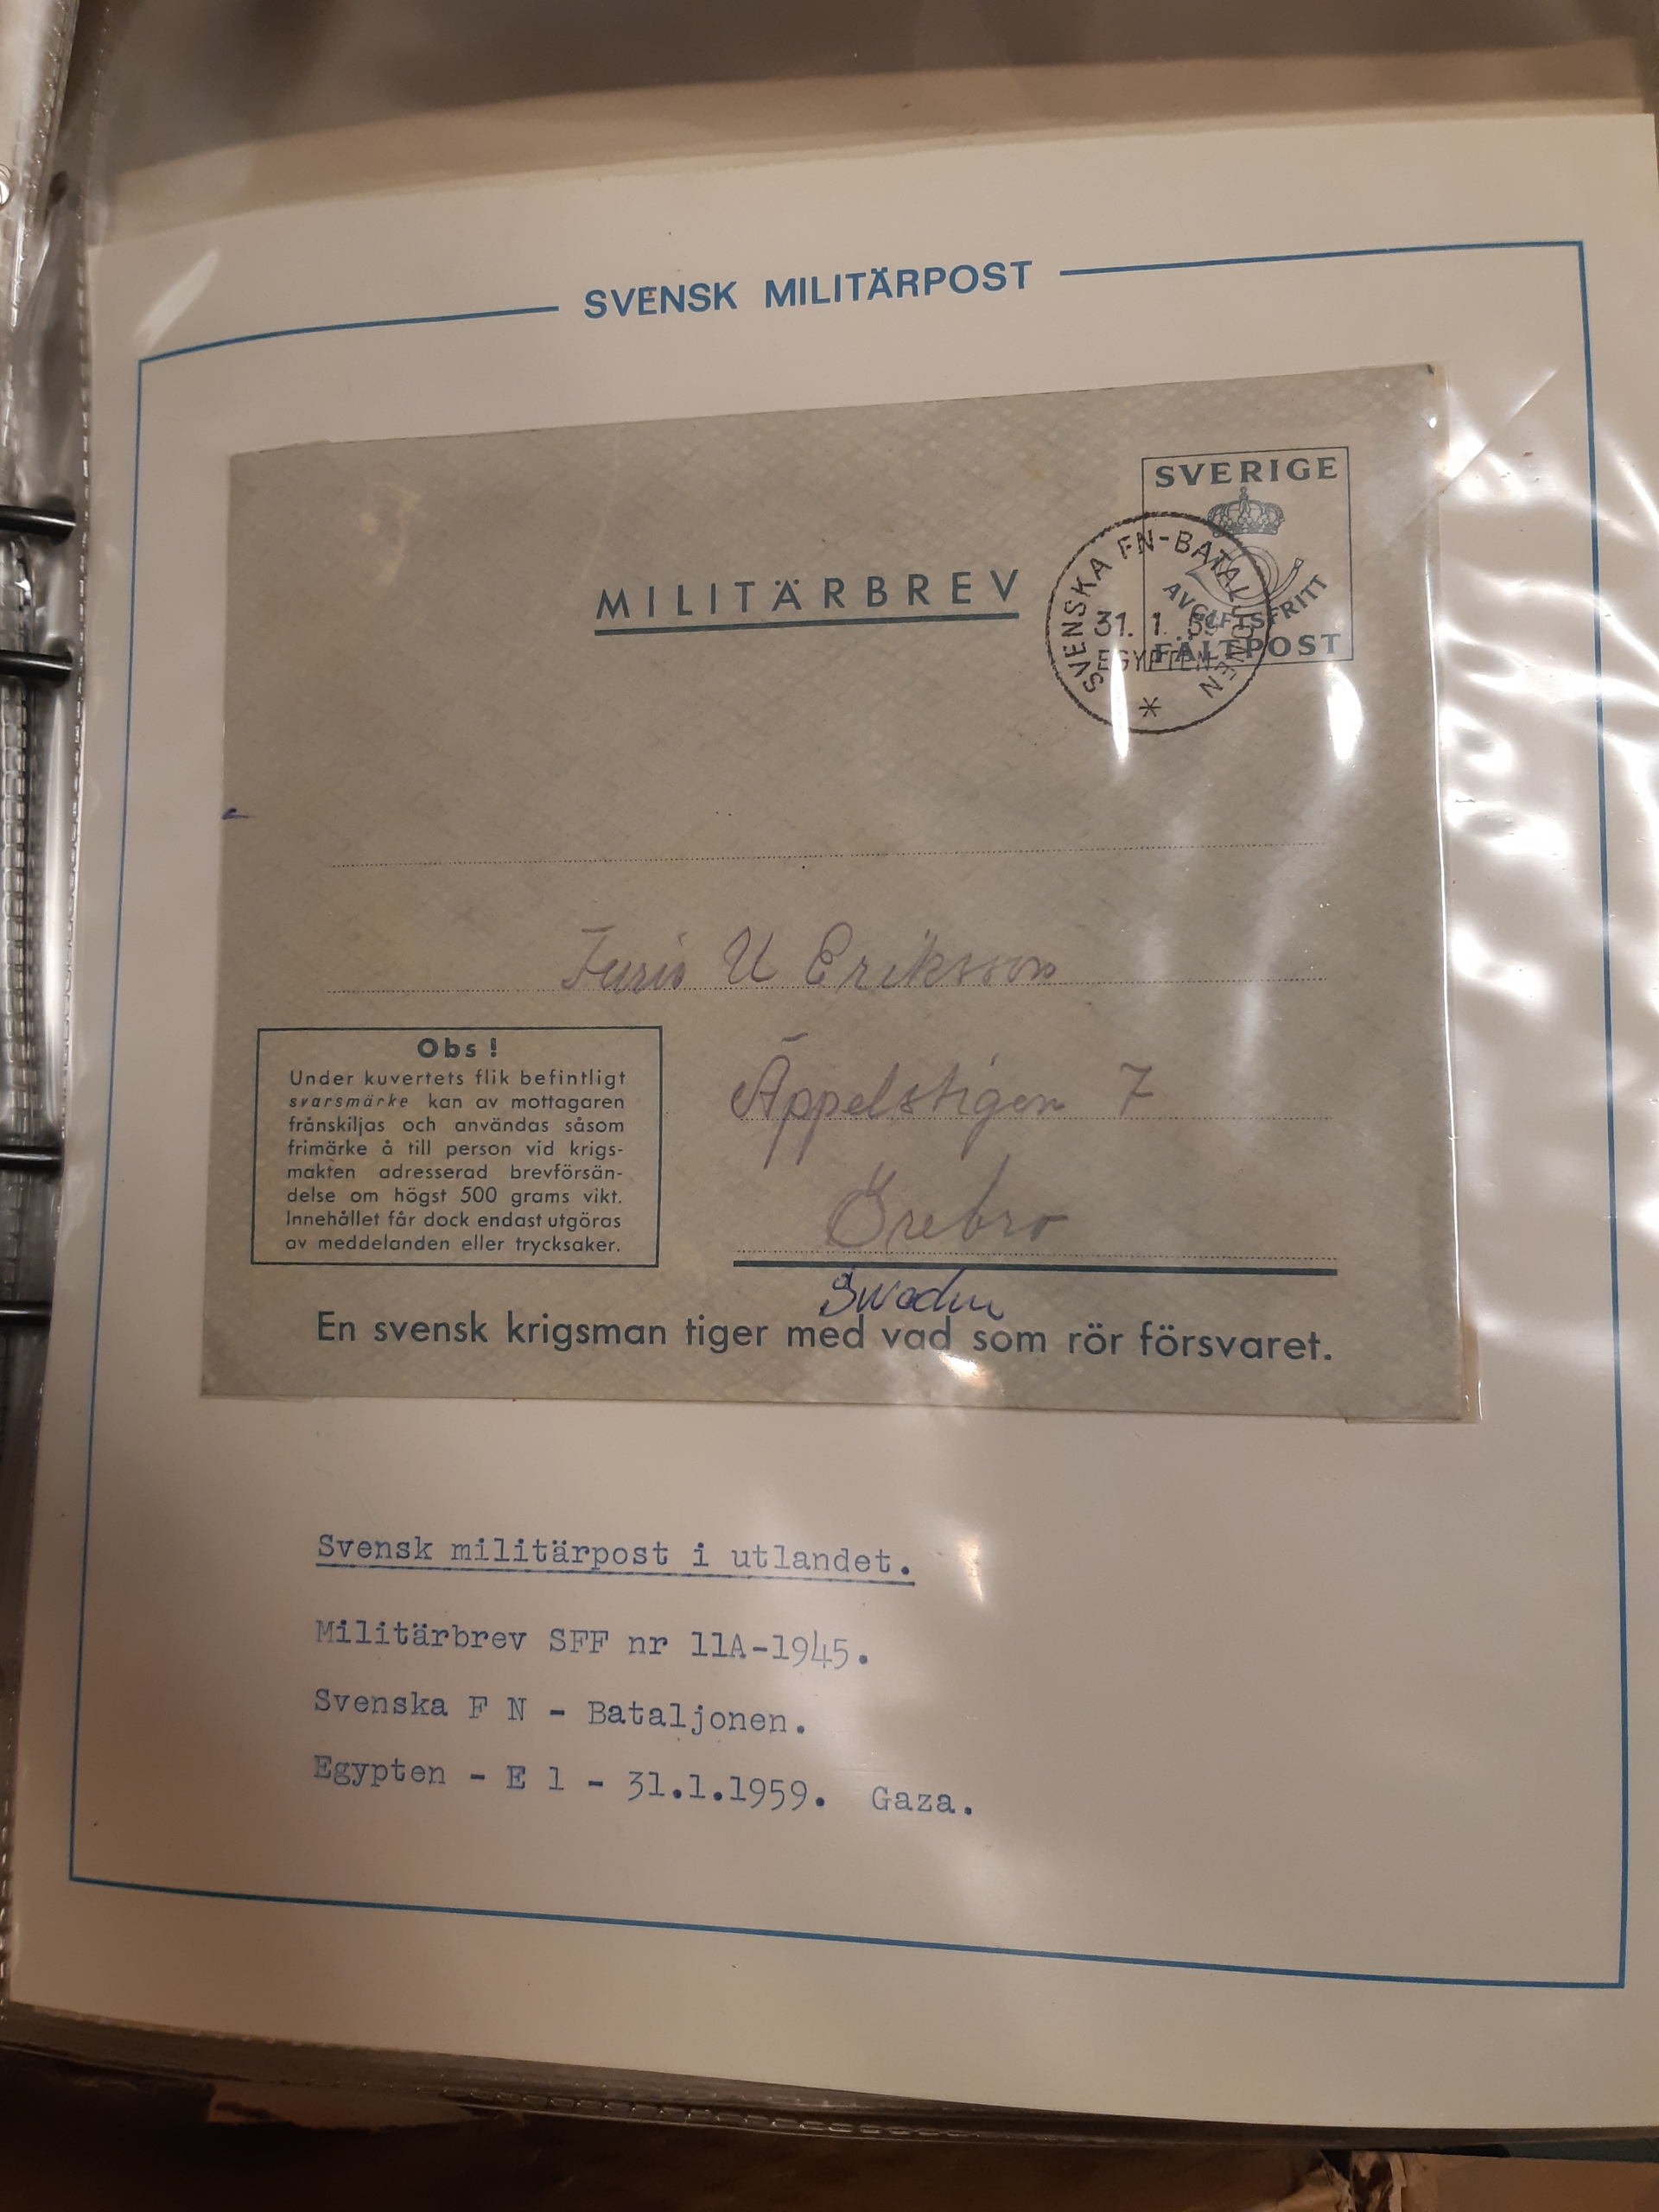 SVENSK MILITÄRPOST
SVERIGE
AVGIFTSFRITT
FÄLTPOST
SVENSKA FN-BATALJONEN
31. 1. 59
EGYPTEN
MILITÄRBREV
U Eriksson
Äppelstigen 7
Örebro
Sweden
Obs !
Under kuvertets flik befintligt
svarsmärke kan av mottagaren
frånskiljas och användas såsom
frimärke å till person vid krigs-
makten adresserad brevförsän-
delse om högst 500 grams vikt.
Innehållet får dock endast utgöras
av meddelanden eller trycksaker.
En svensk krigsman tiger med vad som rör försvaret.
Svensk militärpost i utlandet.
Militärbrev SFF nr 11A-1945.
Svenska F N - Bataljonen.
Egypten - E 1 - 31.1.1959. Gaza.